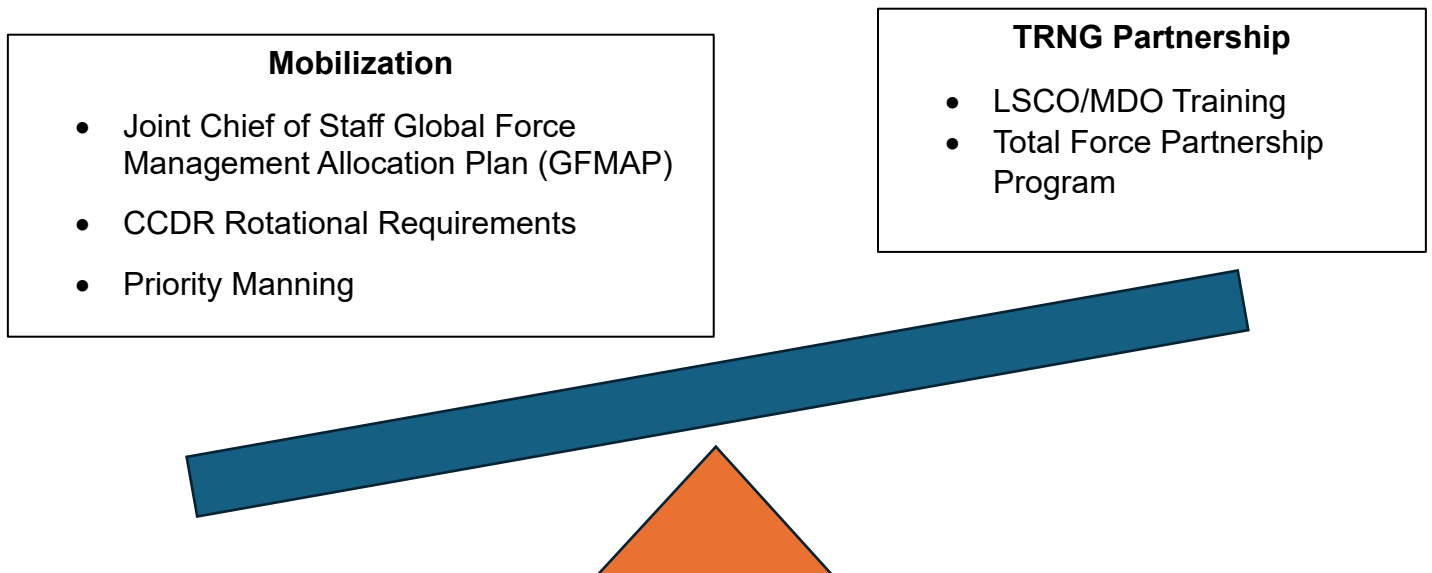 Mobilization
• Joint Chief of Staff Global Force
Management Allocation Plan (GFMAP)
• CCDR Rotational Requirements
• Priority Manning
TRNG Partnership
• LSCO/MDO Training
• Total Force Partnership
Program